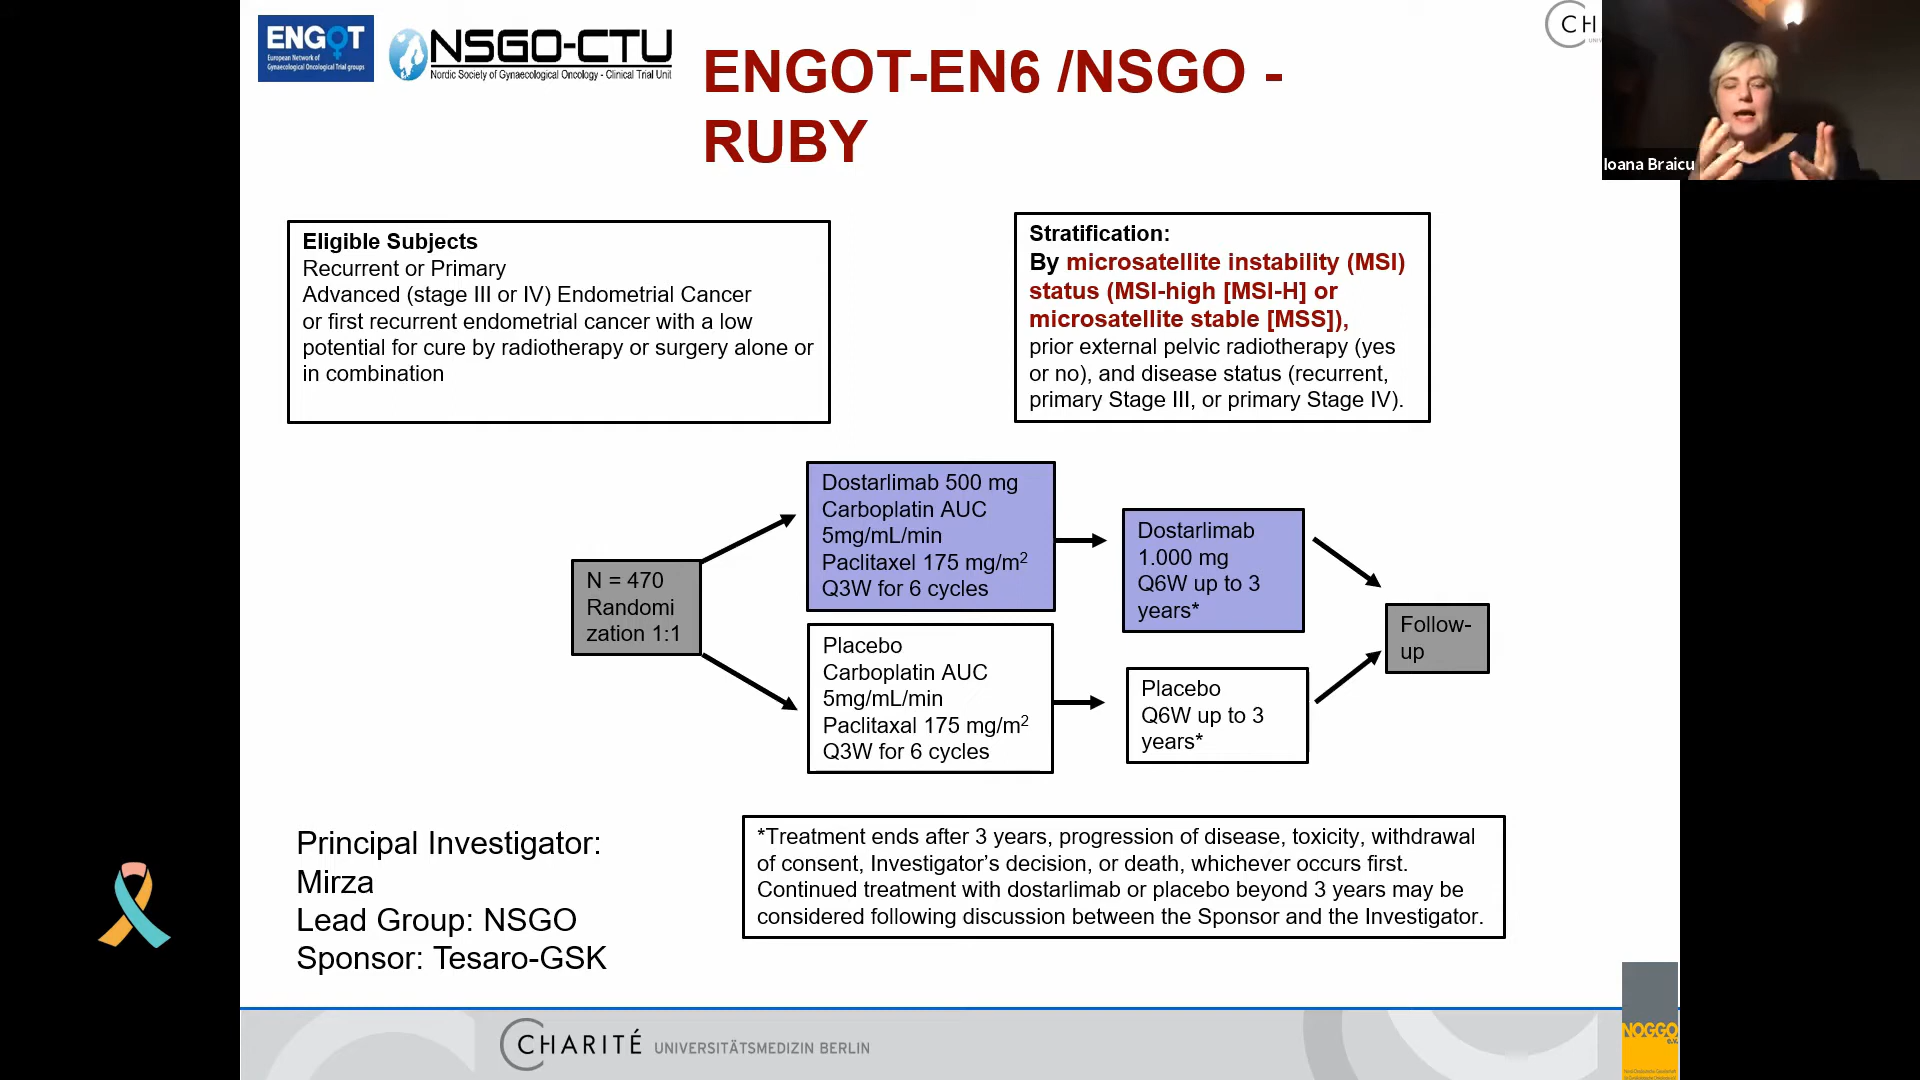 ENGOT
European Network of
Gynaecological Oncological Trial groups
NSGO-CTU
Nordic Society of Gynaecological Oncology - Clinical Trial Unit
ENGOT-EN6 /NSGO -
RUBY
CH
Ioana Braicu
Eligible Subjects
Recurrent or Primary
Advanced (stage III or IV) Endometrial Cancer
or first recurrent endometrial cancer with a low
potential for cure by radiotherapy or surgery alone or
in combination
Stratification:
By microsatellite instability (MSI)
status (MSI-high [MSI-H] or
microsatellite stable [MSS]),
prior external pelvic radiotherapy (yes
or no), and disease status (recurrent,
primary Stage III, or primary Stage IV).
N = 470
Randomi
zation 1:1
Dostarlimab 500 mg
Carboplatin AUC
5mg/mL/min
Paclitaxel 175 mg/m²
Q3W for 6 cycles
Dostarlimab
1.000 mg
Q6W up to 3
years*
Placebo
Carboplatin AUC
5mg/mL/min
Paclitaxal 175 mg/m²
Q3W for 6 cycles
Placebo
Q6W up to 3
years*
Follow-
up
Principal Investigator:
Mirza
Lead Group: NSGO
Sponsor: Tesaro-GSK
*Treatment ends after 3 years, progression of disease, toxicity, withdrawal
of consent, Investigator’s decision, or death, whichever occurs first.
Continued treatment with dostarlimab or placebo beyond 3 years may be
considered following discussion between the Sponsor and the Investigator.
CHARITÉ UNIVERSITÄTSMEDIZIN BERLIN
NOGGO
e.V.